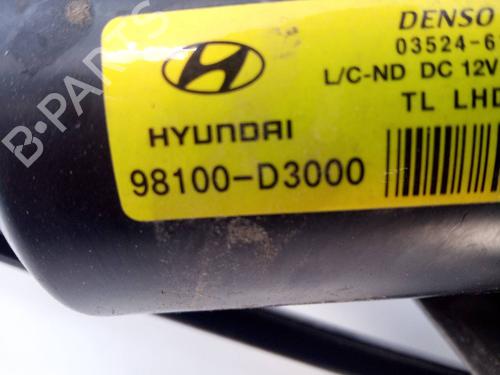 DENSO
03524-6
L/C-ND DC 12V
TL LHD
HYUNDAI
98100-D3000
B-PARTS